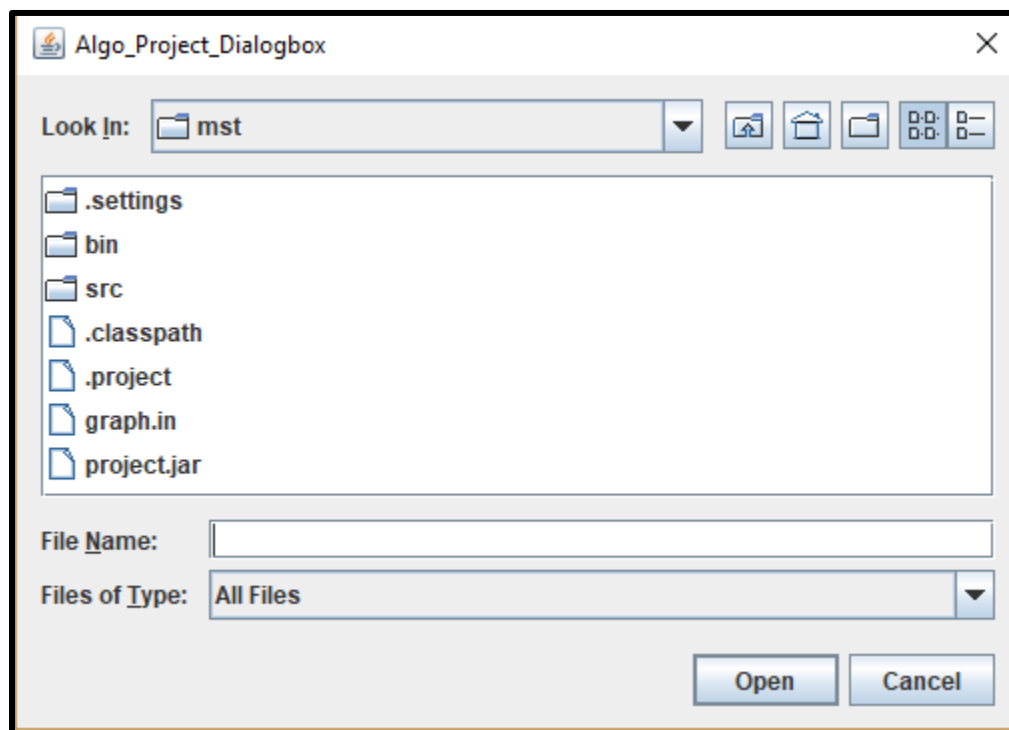 Algo_Project_Dialogbox
Look In: mst
.settings
bin
src
.classpath
.project
graph.in
project.jar
File Name:
Files of Type: All Files
Open Cancel